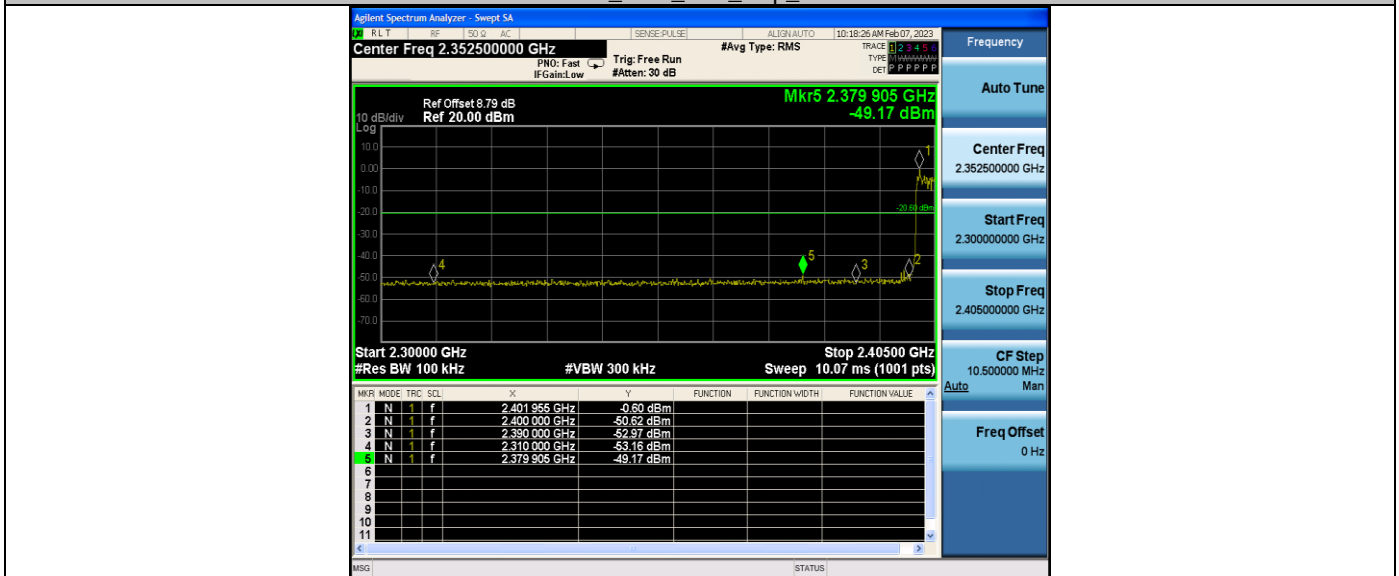 Agilent Spectrum Analyzer - Swept SA
R L T RF 50 Ω AC SENSE:PULSE ALIGN AUTO 10:18:26 AM Feb 07, 2023
Center Freq 2.352500000 GHz
PNO: Fast
IFGain:Low
Trig: Free Run
#Atten: 30 dB
#Avg Type: RMS
TRACE 1 2 3 4 5 6
TYPE M WWWWW
DET P P P P P P
Mkr5 2.379 905 GHz
-49.17 dBm
Ref Offset 8.79 dB
10 dB/div Ref 20.00 dBm
Log
10.0
0.00
-10.0
-20.0
-30.0
-40.0
-50.0
-60.0
-70.0
-20.60 dBm
1
2
3
4
5
Start 2.30000 GHz Stop 2.40500 GHz
#Res BW 100 kHz #VBW 300 kHz Sweep 10.07 ms (1001 pts)
MKR MODE TRC SCL X Y FUNCTION FUNCTION WIDTH FUNCTION VALUE
1 N 1 f 2.401 955 GHz -0.60 dBm
2 N 1 f 2.400 000 GHz -50.62 dBm
3 N 1 f 2.390 000 GHz -52.97 dBm
4 N 1 f 2.310 000 GHz -53.16 dBm
5 N 1 f 2.379 905 GHz -49.17 dBm
6
7
8
9
10
11
MSG STATUS
Frequency
Auto Tune
Center Freq
2.352500000 GHz
Start Freq
2.300000000 GHz
Stop Freq
2.405000000 GHz
CF Step
10.500000 MHz
Auto Man
Freq Offset
0 Hz